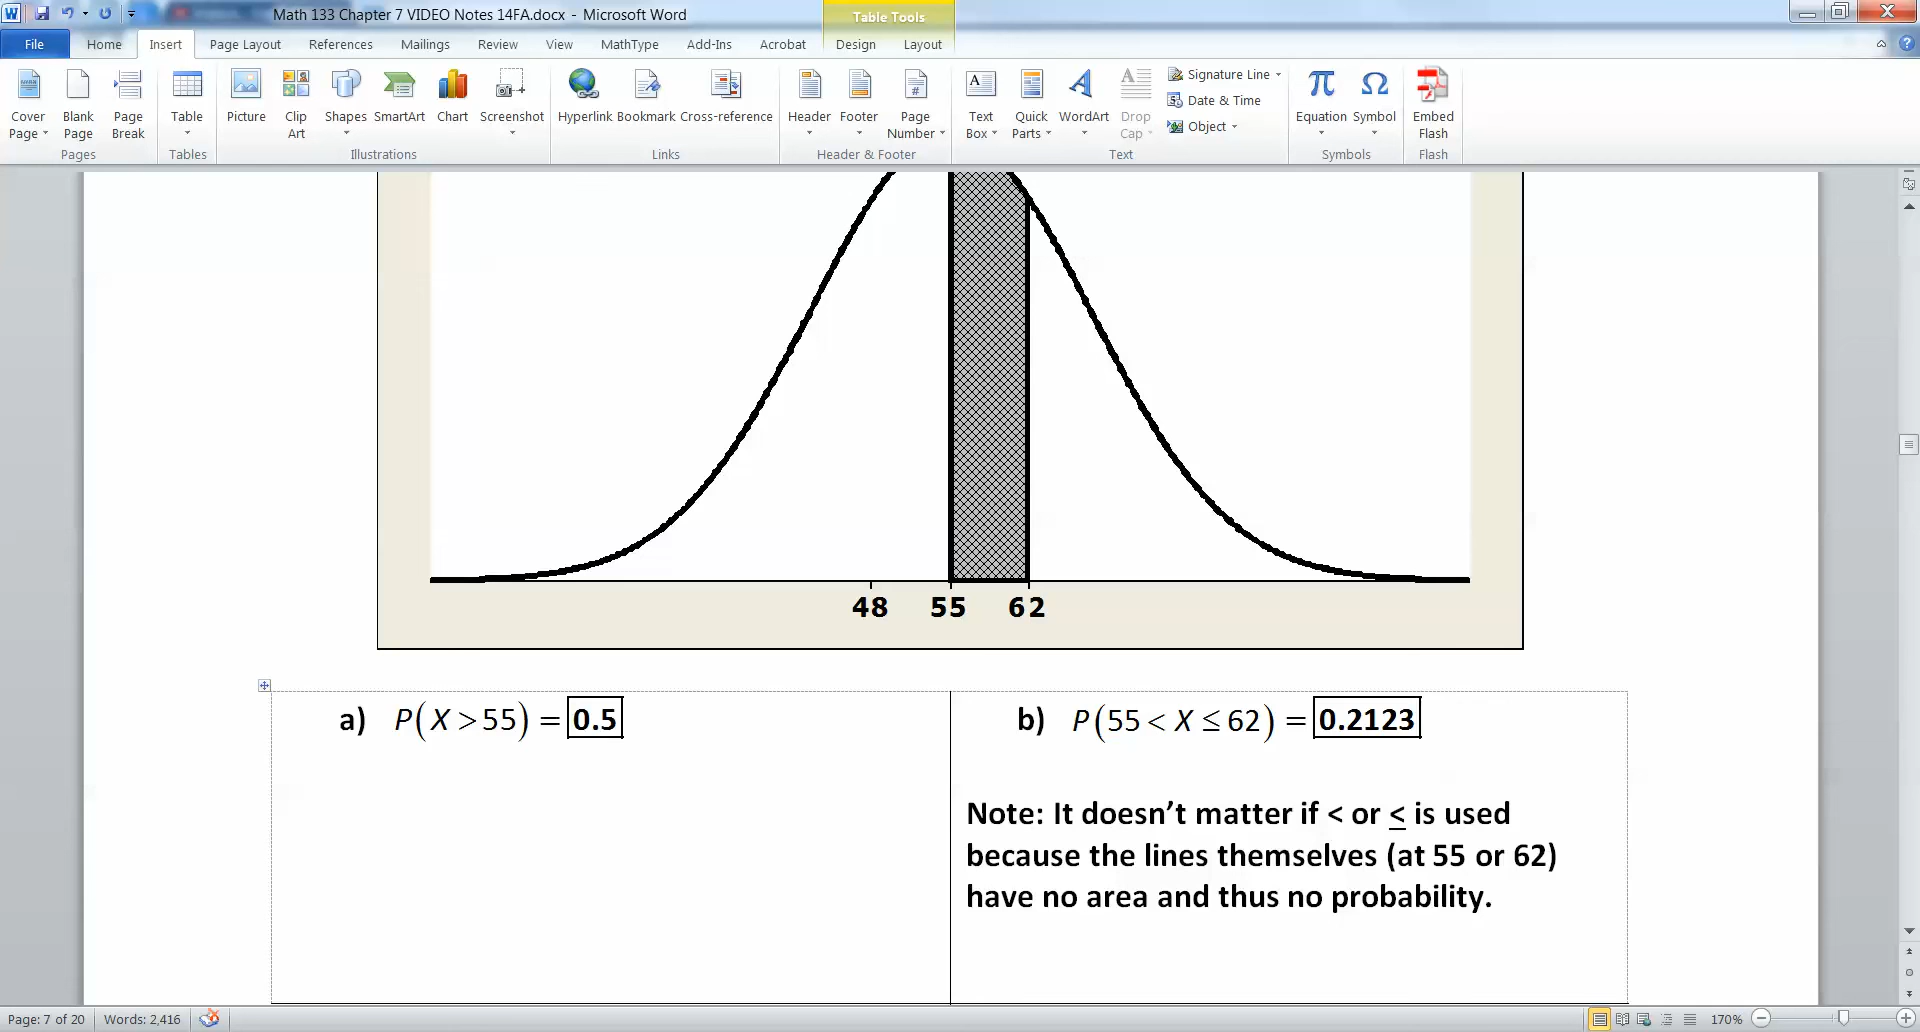 Math 133 Chapter 7 VIDEO Notes 14FA.docx - Microsoft Word
Table Tools
File Home Insert Page Layout References Mailings Review View MathType Add-Ins Acrobat Design Layout
Cover Page
Blank Page
Page Break
Table
Picture
Clip Art
Shapes
SmartArt
Chart
Screenshot
Hyperlink
Bookmark
Cross-reference
Header
Footer
Page Number
Text Box
Quick Parts
WordArt
Drop Cap
Signature Line
Date & Time
Object
Equation
Symbol
Embed Flash
Pages Tables Illustrations Links Header & Footer Text Symbols Flash
48 55 62
a) P(X > 55) = 0.5
b) P(55 < X ≤ 62) = 0.2123
Note: It doesn’t matter if < or < is used
because the lines themselves (at 55 or 62)
have no area and thus no probability.
Page: 7 of 20 Words: 2,416 170%